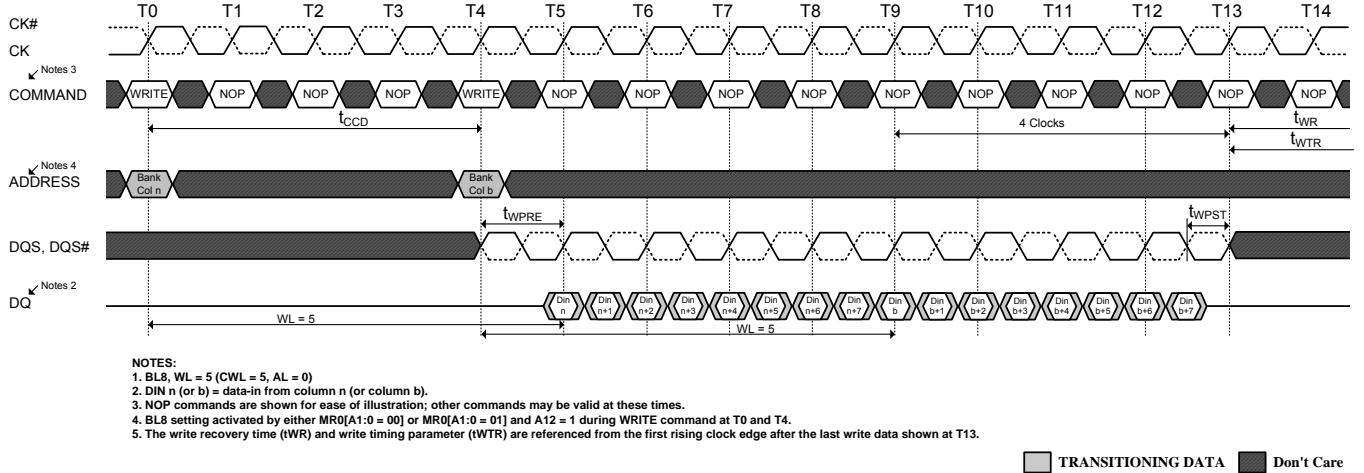 T0 T1 T2 T3 T4 T5 T6 T7 T8 T9 T10 T11 T12 T13 T14
CK#
CK
Notes 3
COMMAND WRITE NOP NOP NOP WRITE NOP NOP NOP NOP NOP NOP NOP NOP NOP NOP
tCCD 4 Clocks tWR
tWTR
Notes 4
ADDRESS Bank Col n Bank Col b
tWPRE tWPST
DQS, DQS#
Notes 2
DQ Din n Din n+1 Din n+2 Din n+3 Din n+4 Din n+5 Din n+6 Din n+7 Din b Din b+1 Din b+2 Din b+3 Din b+4 Din b+5 Din b+6 Din b+7
WL = 5 WL = 5
NOTES:
1. BL8, WL = 5 (CWL = 5, AL = 0)
2. DIN n (or b) = data-in from column n (or column b).
3. NOP commands are shown for ease of illustration; other commands may be valid at these times.
4. BL8 setting activated by either MR0[A1:0 = 00] or MR0[A1:0 = 01] and A12 = 1 during WRITE command at T0 and T4.
5. The write recovery time (tWR) and write timing parameter (tWTR) are referenced from the first rising clock edge after the last write data shown at T13.
TRANSITIONING DATA Don't Care